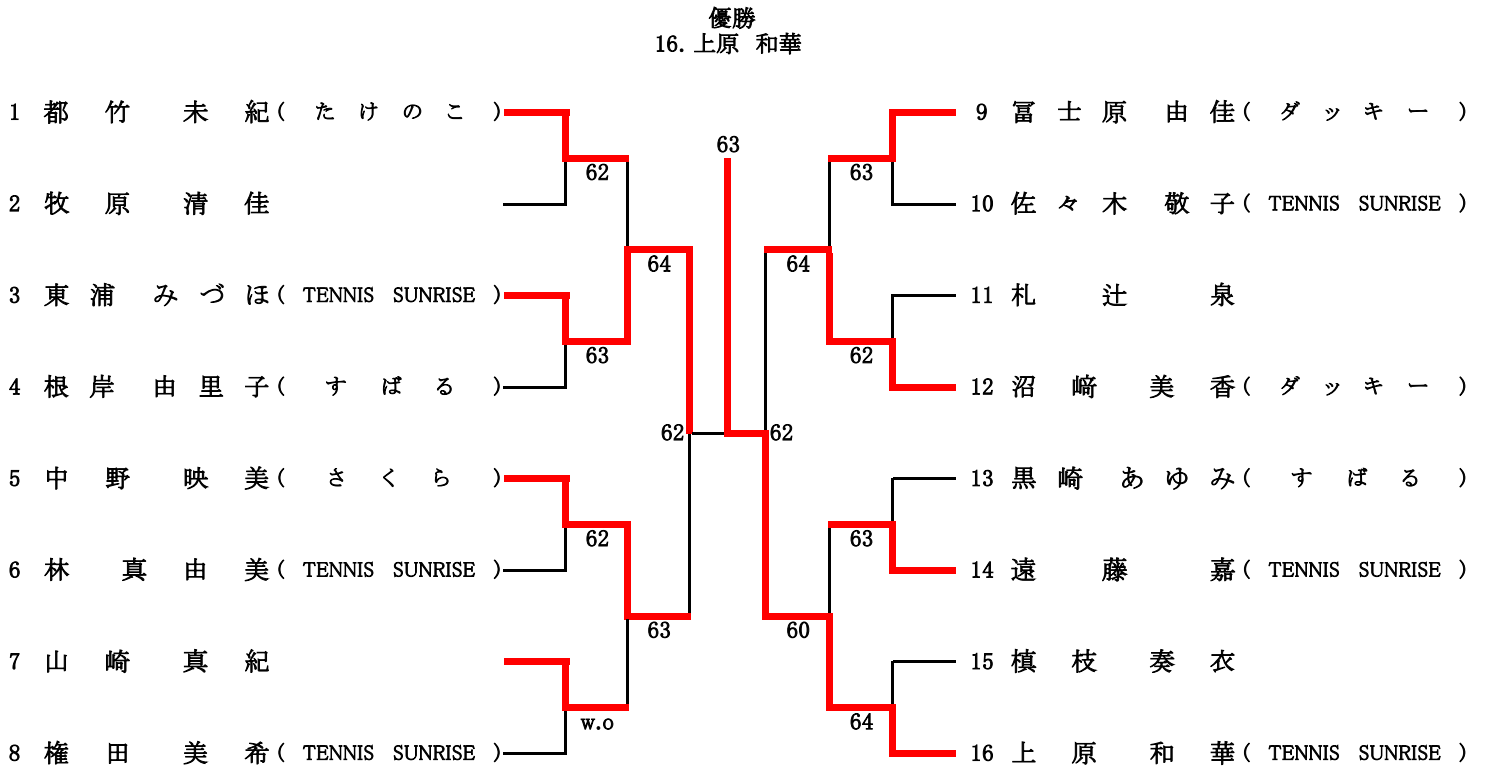 優勝
16. 上原 和華
1 都竹 未紀 ( たけのこ )
62
2 牧原 清佳
64
3 東浦 みづほ ( TENNIS SUNRISE )
63
4 根岸 由里子 ( すばる )
62
5 中野 映美 ( さくら )
62
6 林 真由美 ( TENNIS SUNRISE )
63
7 山崎 真紀
w.o
8 権田 美希 ( TENNIS SUNRISE )
63
9 冨士原 由佳 ( ダッキー )
63
10 佐々木 敬子 ( TENNIS SUNRISE )
64
11 札辻 泉
62
12 沼﨑 美香 ( ダッキー )
62
13 黒崎 あゆみ ( すばる )
63
14 遠藤 嘉 ( TENNIS SUNRISE )
60
15 槙枝 奏衣
64
16 上原 和華 ( TENNIS SUNRISE )